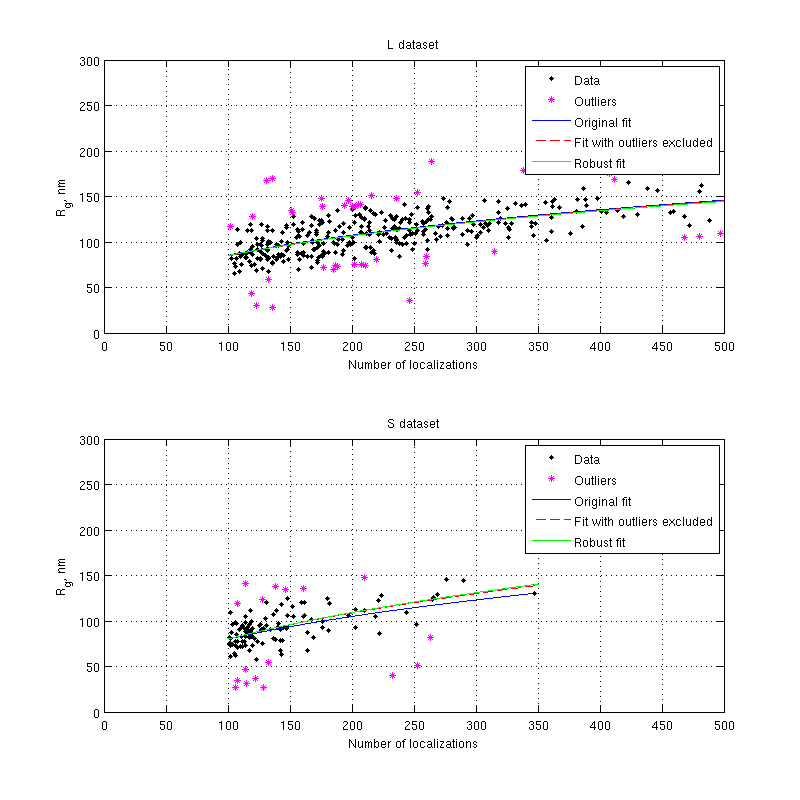 L dataset
300
250
200
150
100
50
0
Rg, nm
Data
Outliers
Original fit
Fit with outliers excluded
Robust fit
0 50 100 150 200 250 300 350 400 450 500
Number of localizations
S dataset
300
250
200
150
100
50
0
Rg, nm
Data
Outliers
Original fit
Fit with outliers excluded
Robust fit
0 50 100 150 200 250 300 350 400 450 500
Number of localizations